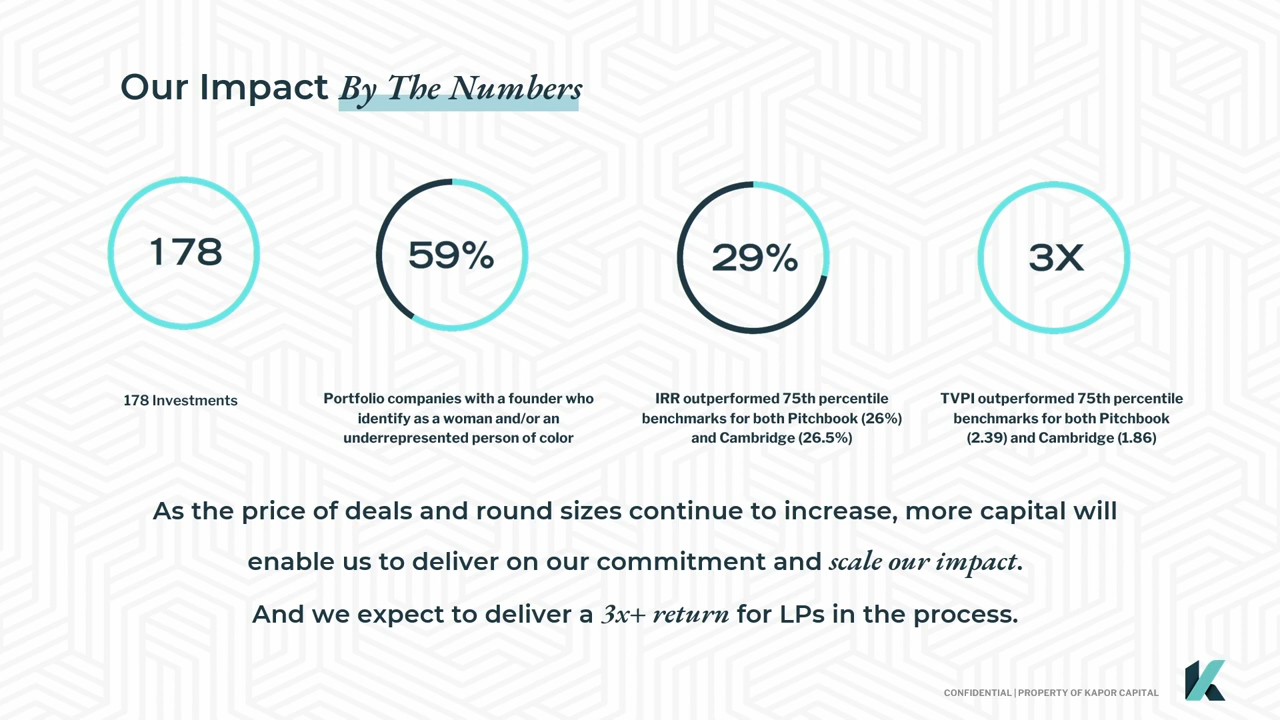 Our Impact By The Numbers
178
59%
29%
3X
178 Investments
Portfolio companies with a founder who
identify as a woman and/or an
underrepresented person of color
IRR outperformed 75th percentile
benchmarks for both Pitchbook (26%)
and Cambridge (26.5%)
TVPI outperformed 75th percentile
benchmarks for both Pitchbook
(2.39) and Cambridge (1.86)
As the price of deals and round sizes continue to increase, more capital will
enable us to deliver on our commitment and scale our impact.
And we expect to deliver a 3x+ return for LPs in the process.
CONFIDENTIAL | PROPERTY OF KAPOR CAPITAL
K